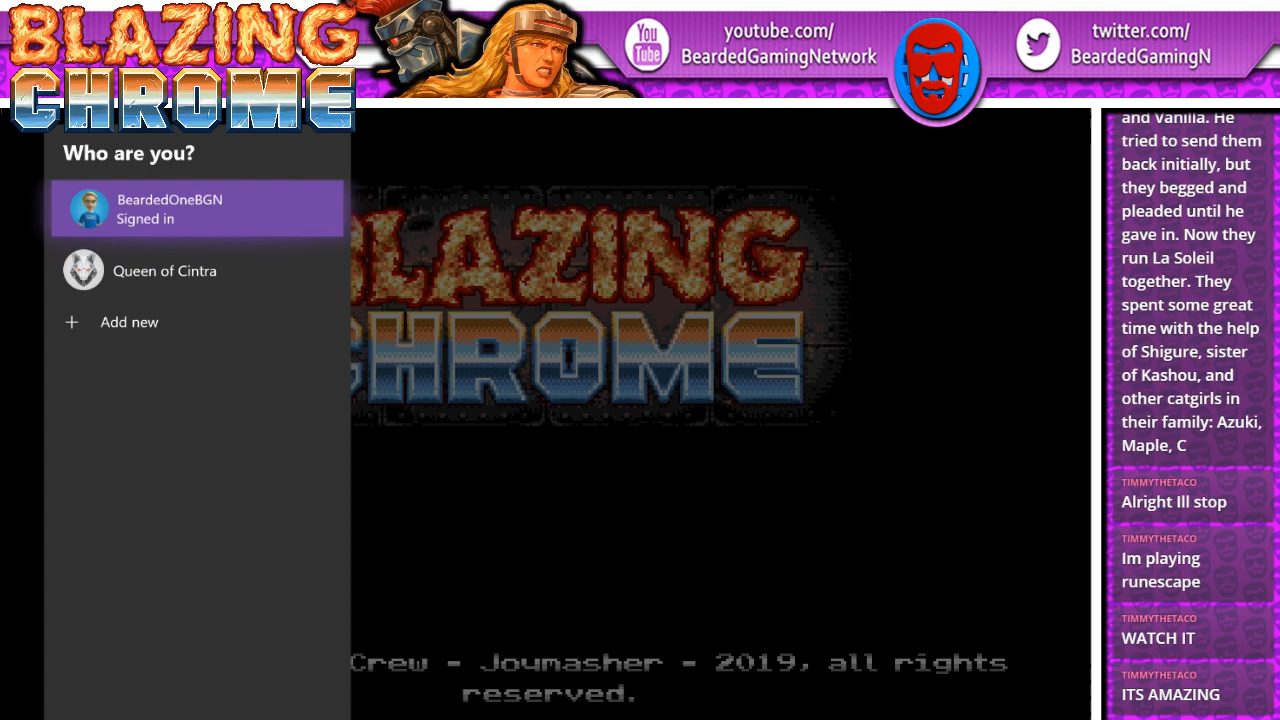 BLAZING
CHROME
youtube.com/
BeardedGamingNetwork
You
Tube
twitter.com/
BeardedGamingN
Who are you?
BeardedOneBGN
Signed in
Queen of Cintra
+ Add new
BLAZING
CHROME
Crew - Joymasher - 2019, all rights
reserved.
and Vanilla. He
tried to send them
back initially, but
they begged and
pleaded until he
gave in. Now they
run La Soleil
together. They
spent some great
time with the help
of Shigure, sister
of Kashou, and
other catgirls in
their family: Azuki,
Maple, C
TIMMYTHETACO
Alright Ill stop
TIMMYTHETACO
Im playing
runescape
TIMMYTHETACO
WATCH IT
TIMMYTHETACO
ITS AMAZING